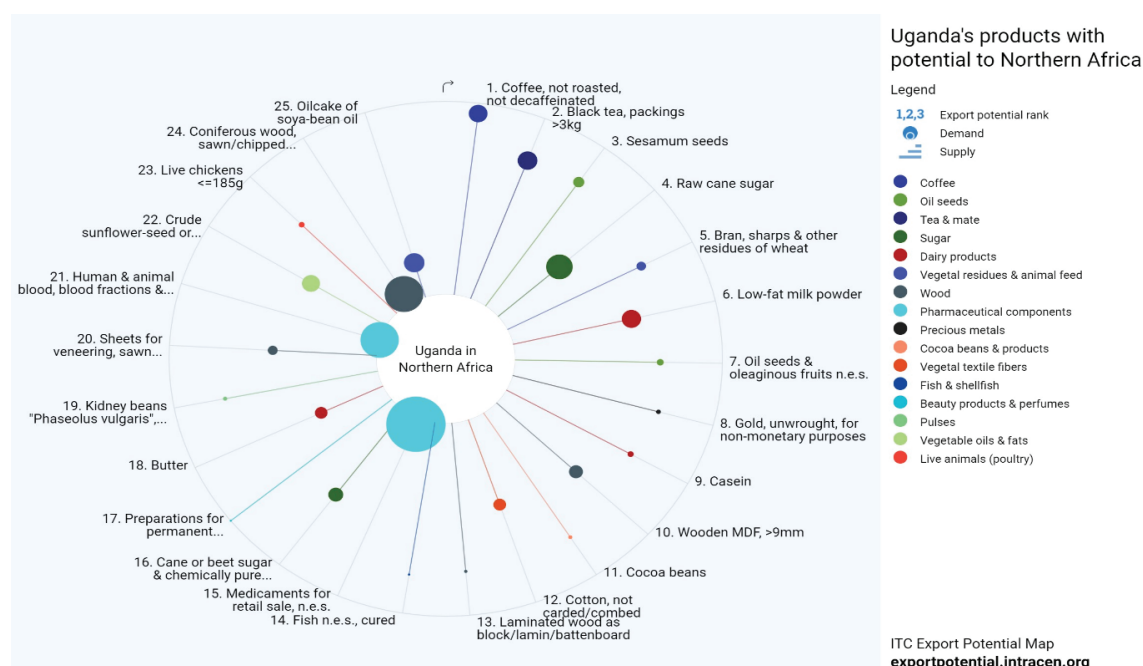 Uganda's products with
potential to Northern Africa
Legend
1,2,3 Export potential rank
Demand
Supply
Coffee
Oil seeds
Tea & mate
Sugar
Dairy products
Vegetal residues & animal feed
Wood
Pharmaceutical components
Precious metals
Cocoa beans & products
Vegetal textile fibers
Fish & shellfish
Beauty products & perfumes
Pulses
Vegetable oils & fats
Live animals (poultry)
1. Coffee, not roasted,
not decaffeinated
2. Black tea, packings
>3kg
3. Sesamum seeds
4. Raw cane sugar
5. Bran, sharps & other
residues of wheat
6. Low-fat milk powder
7. Oil seeds &
oleaginous fruits n.e.s.
8. Gold, unwrought, for
non-monetary purposes
9. Casein
10. Wooden MDF, >9mm
11. Cocoa beans
12. Cotton, not
carded/combed
13. Laminated wood as
block/lamin/battenboard
14. Fish n.e.s., cured
15. Medicaments for
retail sale, n.e.s.
16. Cane or beet sugar
& chemically pure...
17. Preparations for
permanent...
18. Butter
19. Kidney beans
"Phaseolus vulgaris",...
20. Sheets for
veneering, sawn...
21. Human & animal
blood, blood fractions &...
22. Crude
sunflower-seed or...
23. Live chickens
<=185g
24. Coniferous wood,
sawn/chipped...
25. Oilcake of
soya-bean oil
Uganda in
Northern Africa
ITC Export Potential Map
exportpotential.intracen.org